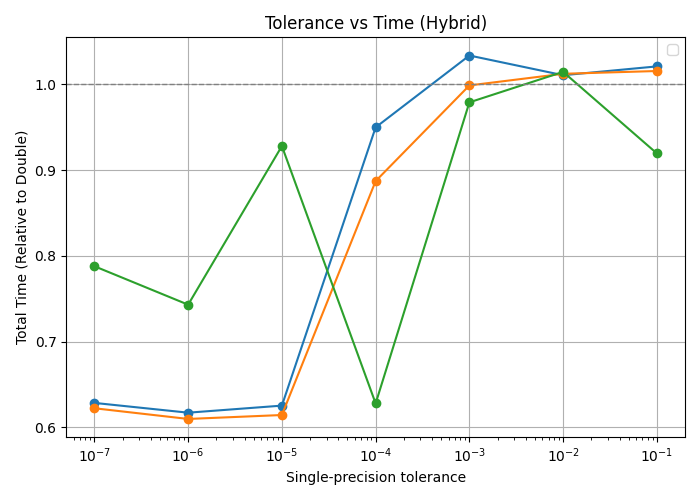 Tolerance vs Time (Hybrid)
Total Time (Relative to Double)
1.0
0.9
0.8
0.7
0.6
10⁻⁷ 10⁻⁶ 10⁻⁵ 10⁻⁴ 10⁻³ 10⁻² 10⁻¹
Single-precision tolerance